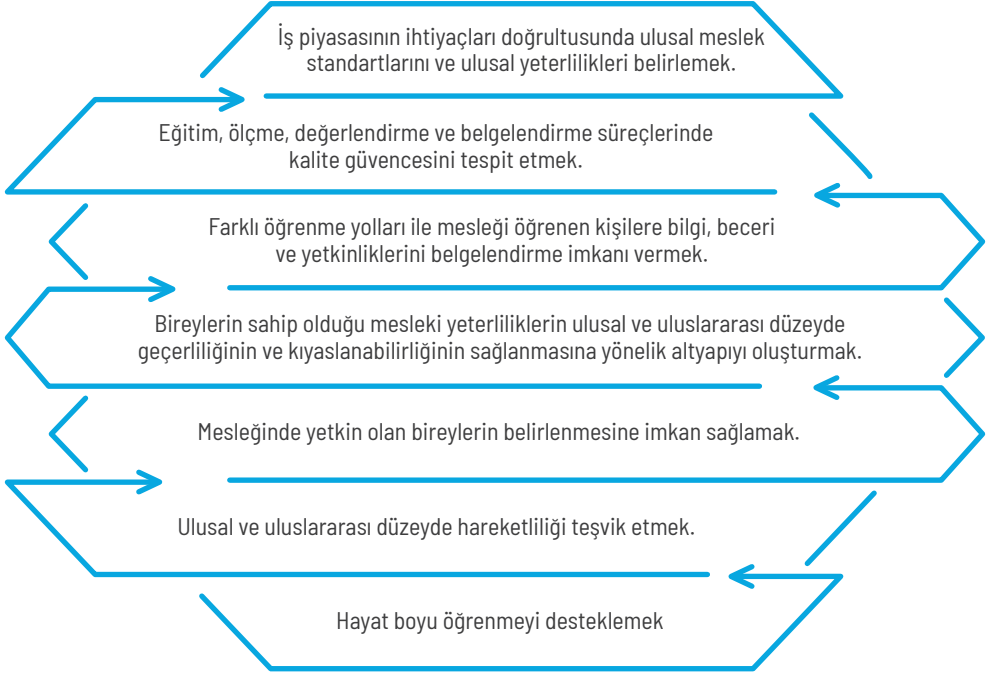 İş piyasasının ihtiyaçları doğrultusunda ulusal meslek
standartlarını ve ulusal yeterlilikleri belirlemek.
Eğitim, ölçme, değerlendirme ve belgelendirme süreçlerinde
kalite güvencesini tespit etmek.
Farklı öğrenme yolları ile mesleği öğrenen kişilere bilgi, beceri
ve yetkinliklerini belgelendirme imkanı vermek.
Bireylerin sahip olduğu mesleki yeterliliklerin ulusal ve uluslararası düzeyde
geçerliliğinin ve kıyaslanabilirliğinin sağlanmasına yönelik altyapıyı oluşturmak.
Mesleğinde yetkin olan bireylerin belirlenmesine imkan sağlamak.
Ulusal ve uluslararası düzeyde hareketliliği teşvik etmek.
Hayat boyu öğrenmeyi desteklemek